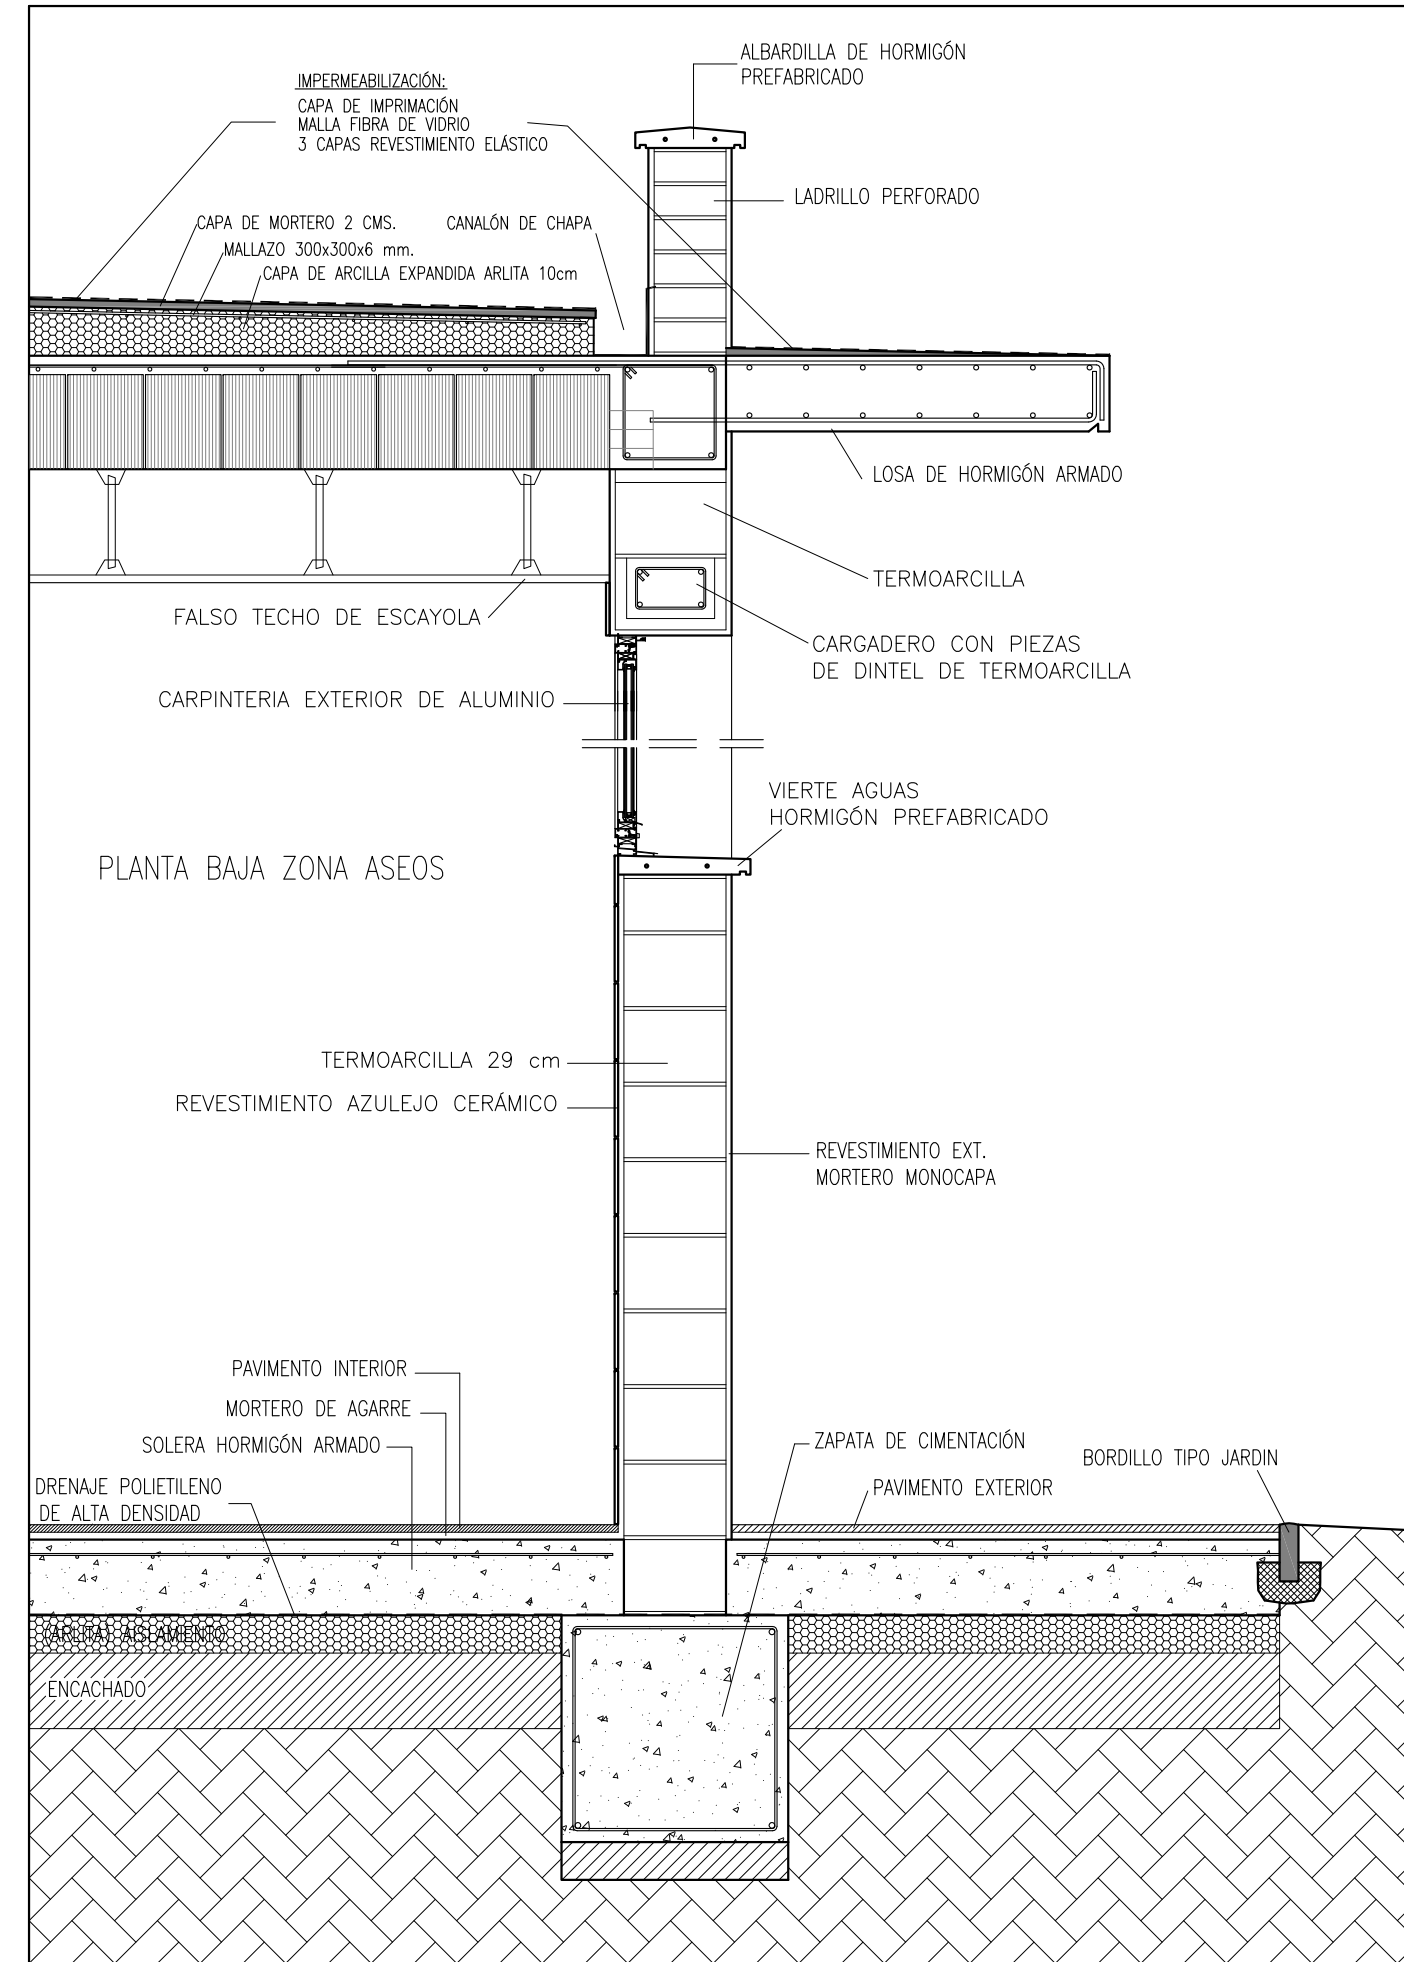 ALBARDILLA DE HORMIGÓN
PREFABRICADO
IMPERMEABILIZACIÓN:
CAPA DE IMPRIMACIÓN
MALLA FIBRA DE VIDRIO
3 CAPAS REVESTIMIENTO ELÁSTICO
LADRILLO PERFORADO
CAPA DE MORTERO 2 CMS.
CANALÓN DE CHAPA
MALLAZO 300x300x6 mm.
CAPA DE ARCILLA EXPANDIDA ARLITA 10cm
LOSA DE HORMIGÓN ARMADO
TERMOARCILLA
FALSO TECHO DE ESCAYOLA
CARGADERO CON PIEZAS
DE DINTEL DE TERMOARCILLA
CARPINTERIA EXTERIOR DE ALUMINIO
VIERTE AGUAS
HORMIGÓN PREFABRICADO
PLANTA BAJA ZONA ASEOS
TERMOARCILLA 29 cm
REVESTIMIENTO AZULEJO CERÁMICO
REVESTIMIENTO EXT.
MORTERO MONOCAPA
PAVIMENTO INTERIOR
MORTERO DE AGARRE
SOLERA HORMIGÓN ARMADO
ZAPATA DE CIMENTACIÓN
BORDILLO TIPO JARDIN
DRENAJE POLIETILENO
DE ALTA DENSIDAD
PAVIMENTO EXTERIOR
(ARLITA) AISLAMIENTO
ENCACHADO